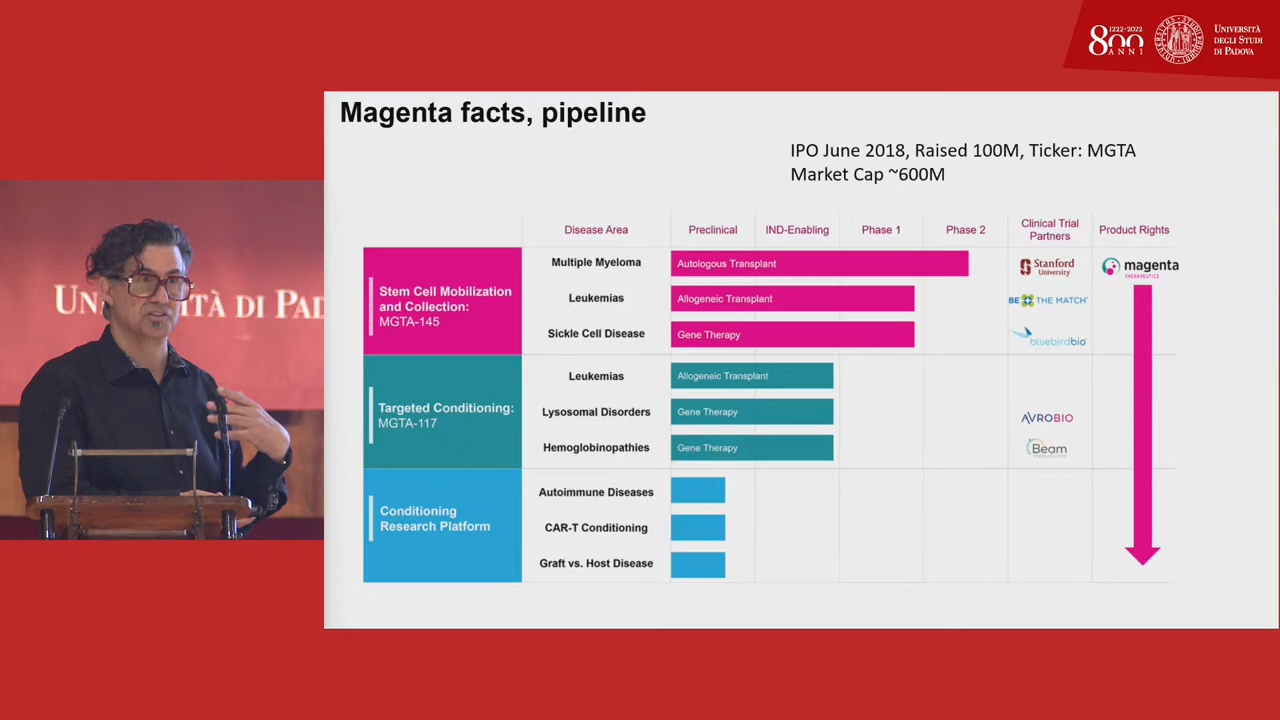 1222-2022
800
ANNI
UNIVERSITÀ
DEGLI STUDI
DI PADOVA
UNIVERSITÀ DI PAD
Magenta facts, pipeline
IPO June 2018, Raised 100M, Ticker: MGTA
Market Cap ~600M
Disease Area
Preclinical
IND-Enabling
Phase 1
Phase 2
Clinical Trial
Partners
Product Rights
Stem Cell Mobilization
and Collection:
MGTA-145
Multiple Myeloma
Autologous Transplant
Stanford
University
magenta
THERAPEUTICS
Leukemias
Allogeneic Transplant
BE THE MATCH
Sickle Cell Disease
Gene Therapy
bluebirdbio
Targeted Conditioning:
MGTA-117
Leukemias
Allogeneic Transplant
Lysosomal Disorders
Gene Therapy
AVROBIO
Hemoglobinopathies
Gene Therapy
Beam
Conditioning
Research Platform
Autoimmune Diseases
CAR-T Conditioning
Graft vs. Host Disease